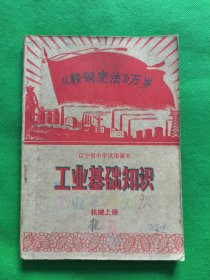 《鞍钢宪法》万岁
辽宁省中学试用课本
工业基础知识
机械上册